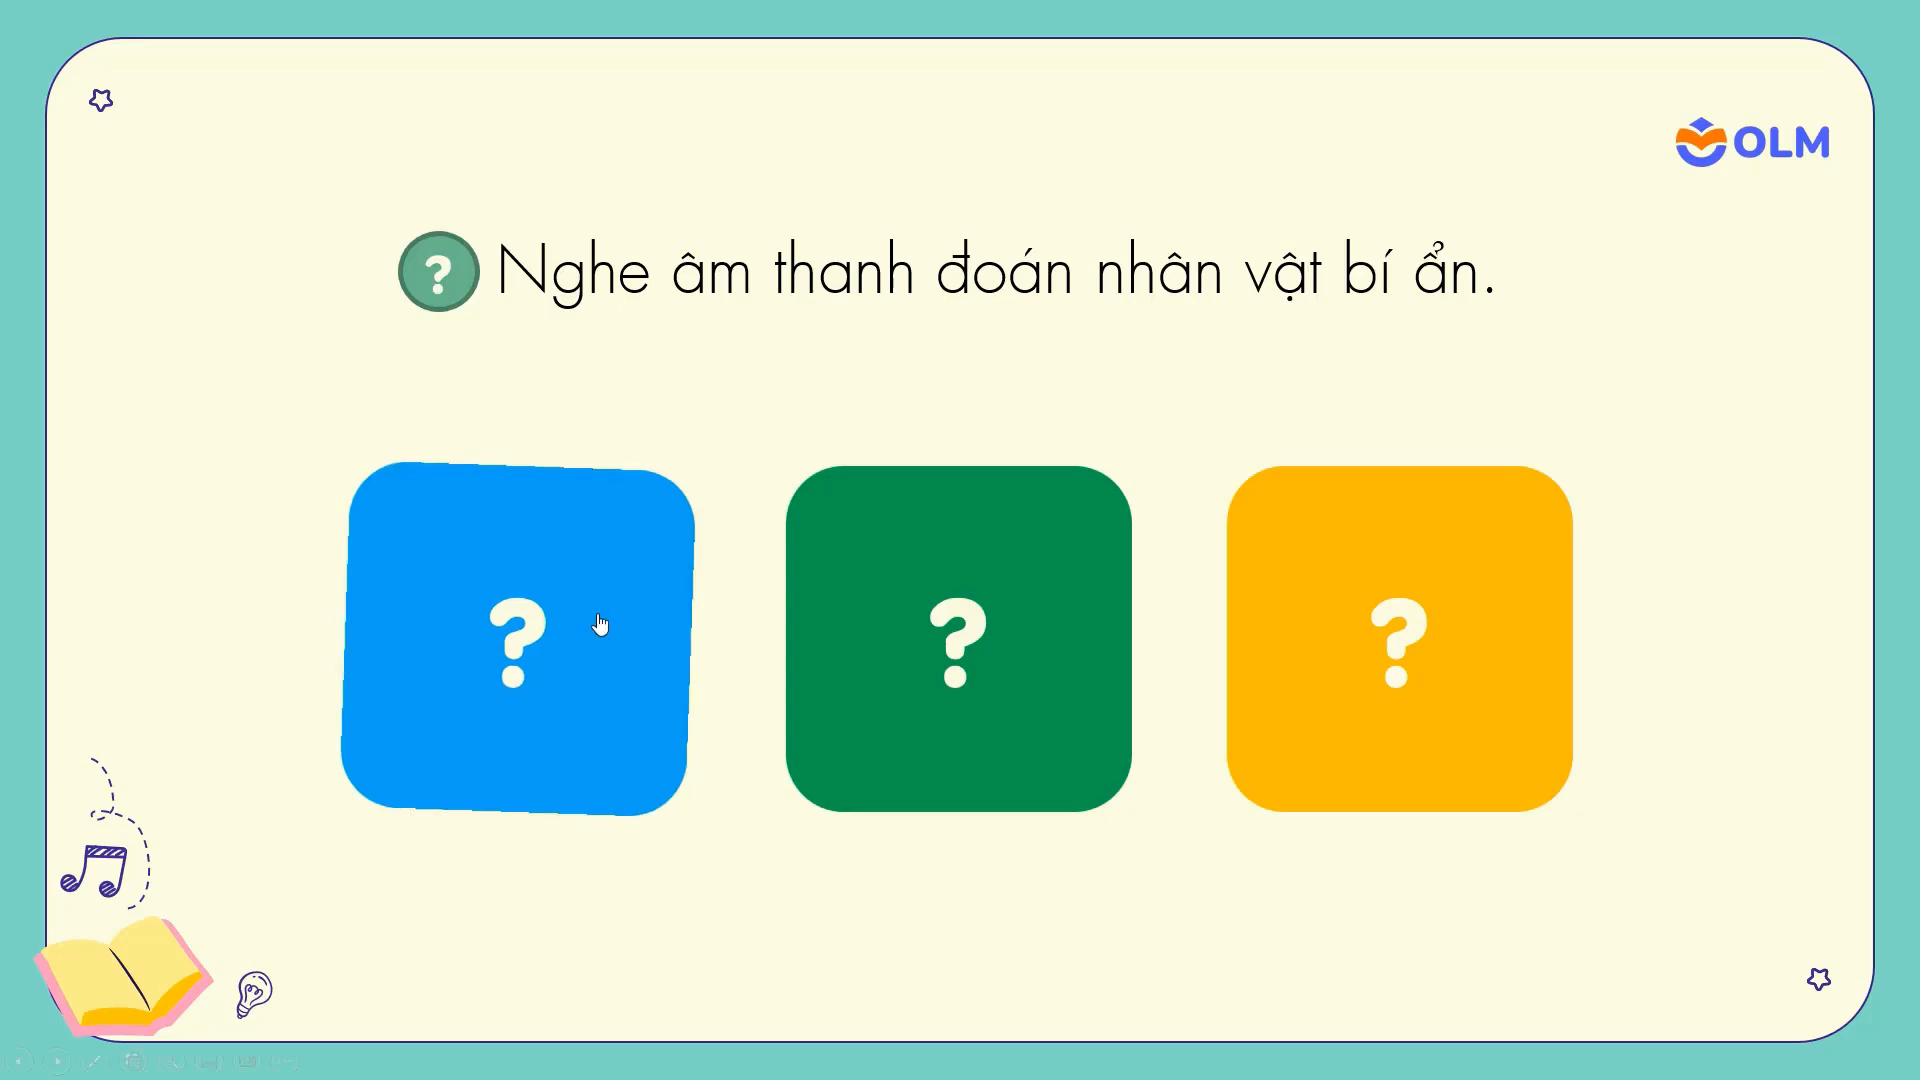 OLM
? Nghe âm thanh đoán nhân vật bí ẩn.
? ? ?